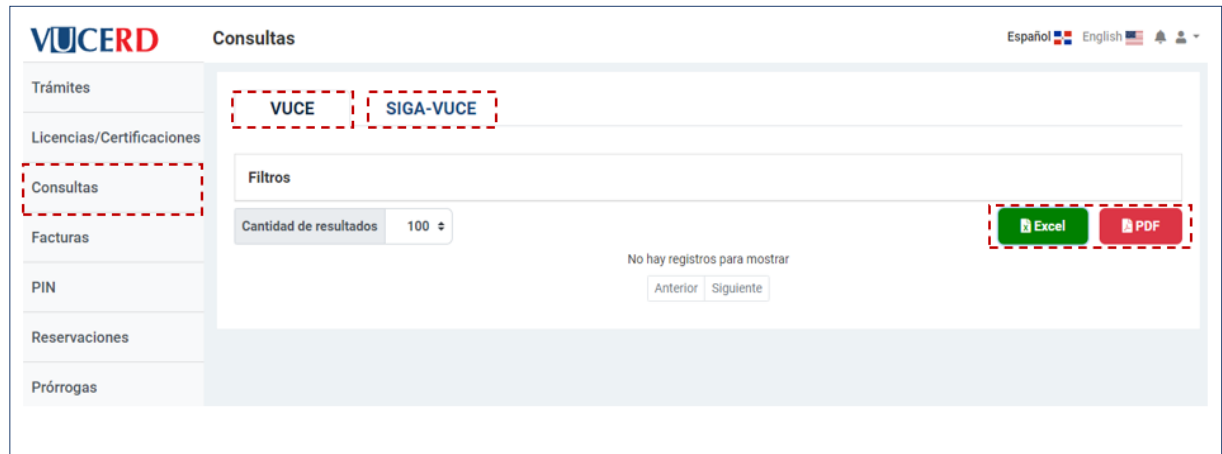 VUCERD
Consultas
Español English
Trámites
Licencias/Certificaciones
Consultas
Facturas
PIN
Reservaciones
Prórrogas
VUCE SIGA-VUCE
Filtros
Cantidad de resultados 100
Excel PDF
No hay registros para mostrar
Anterior Siguiente